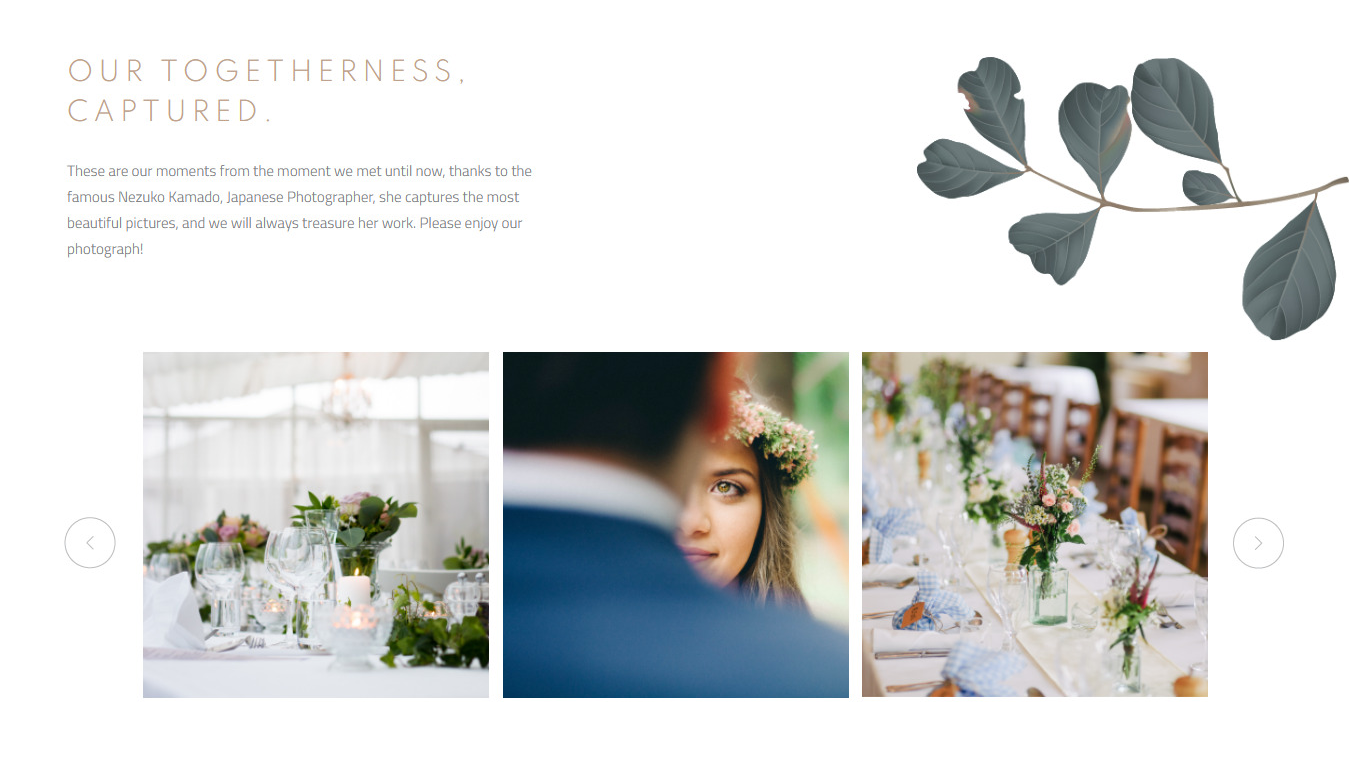 OUR TOGETHERNESS,
CAPTURED.
These are our moments from the moment we met until now, thanks to the
famous Nezuko Kamado, Japanese Photographer, she captures the most
beautiful pictures, and we will always treasure her work. Please enjoy our
photograph!